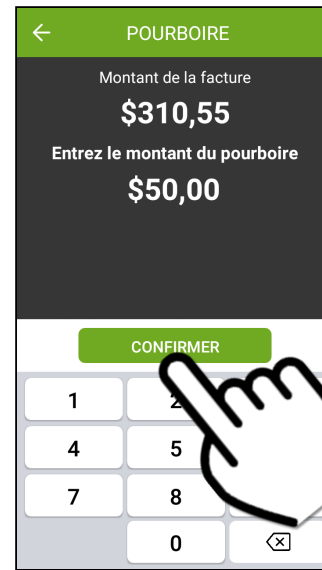 POURBOIRE
Montant de la facture
$310,55
Entrez le montant du pourboire
$50,00
CONFIRMER
1 2
4 5
7 8
0